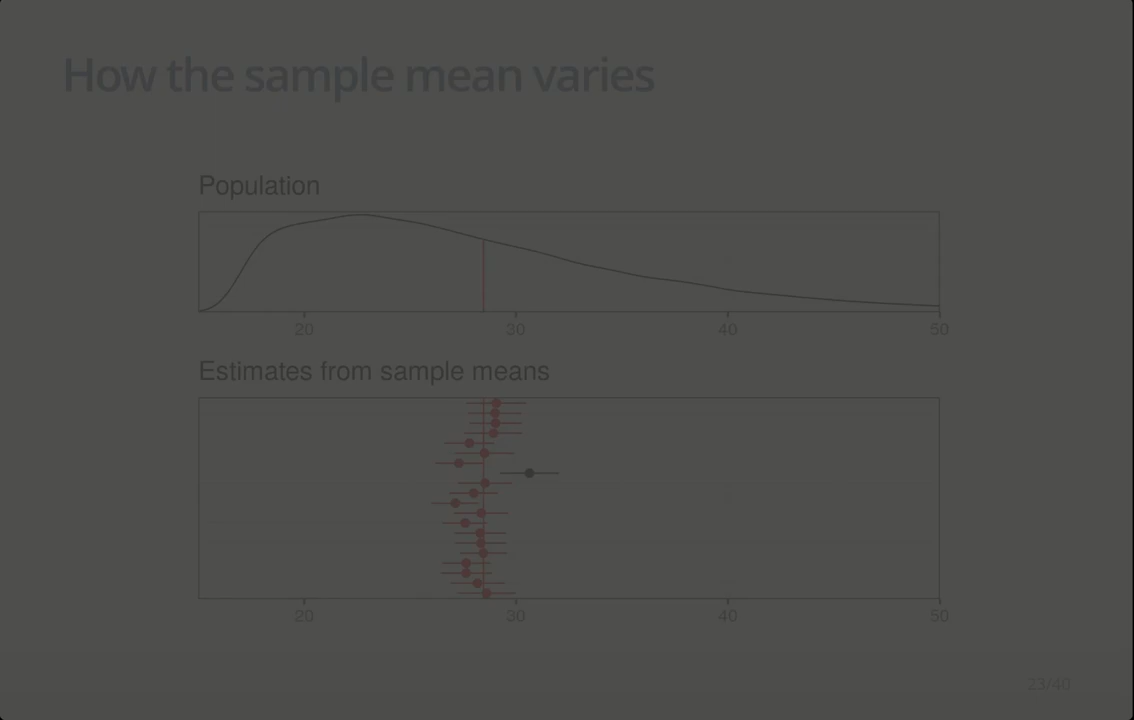 How the sample mean varies
Population
20 30 40 50
Estimates from sample means
20 30 40 50
23/40